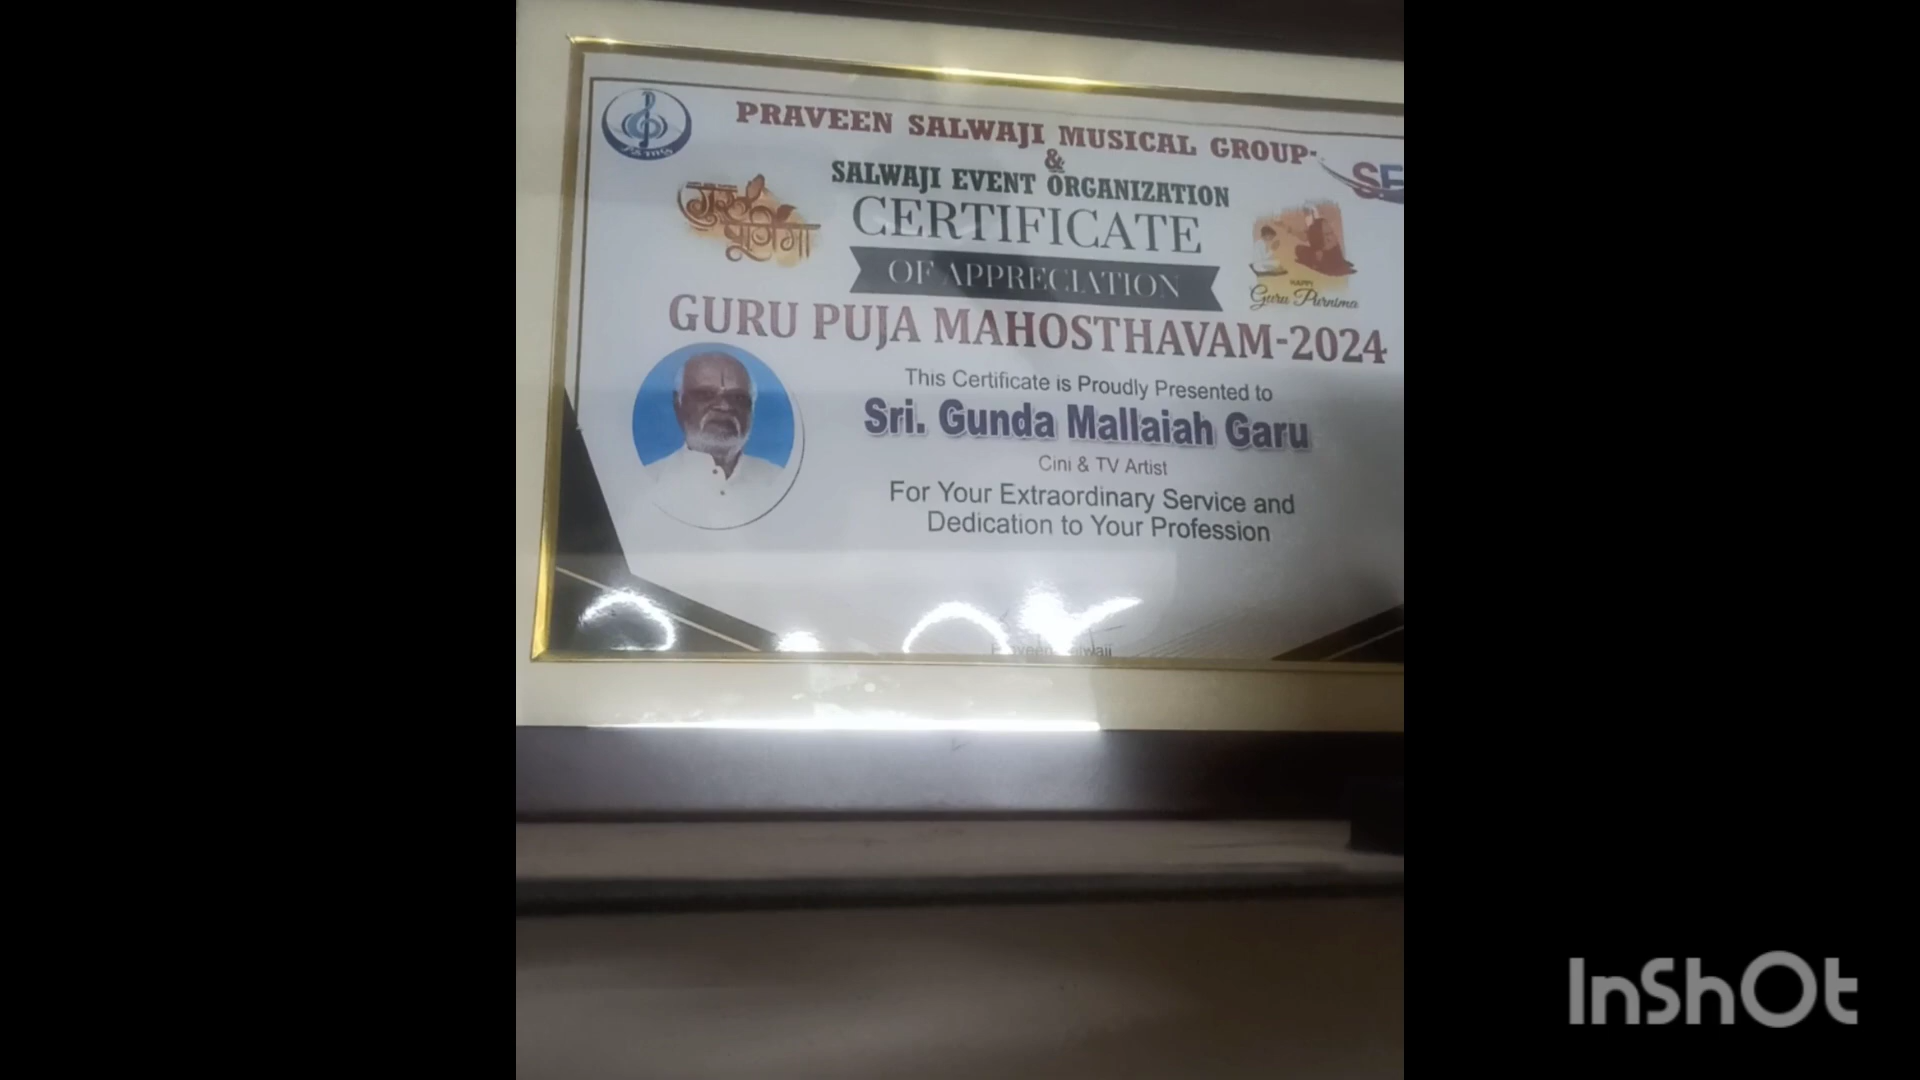 PRAVEEN SALWAJI MUSICAL GROUP-
&
SALWAJI EVENT ORGANIZATION
गुरु पूर्णिमा
CERTIFICATE
OF APPRECIATION
HAPPY
Guru Purnima
GURU PUJA MAHOSTHAVAM-2024
This Certificate is Proudly Presented to
Sri. Gunda Mallaiah Garu
Cini & TV Artist
For Your Extraordinary Service and
Dedication to Your Profession
InShOt